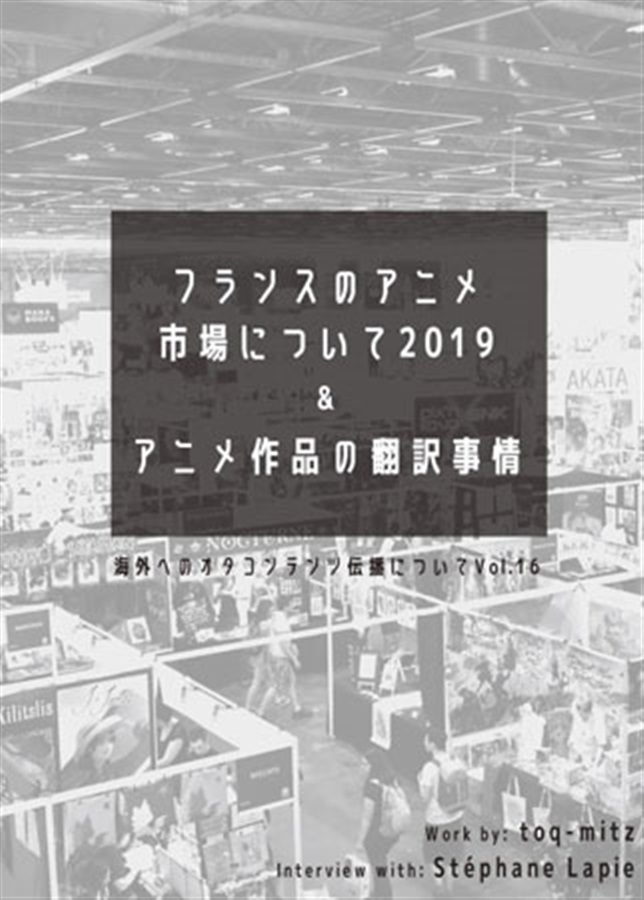 フランスのアニメ
市場について2019
&
アニメ作品の翻訳事情
AKATA
NOCTURNE
海外へのオタコンテンツ伝播についてVol.16
Kilitslis
Work by: toq-mitz
Interview with: Stéphane Lapie